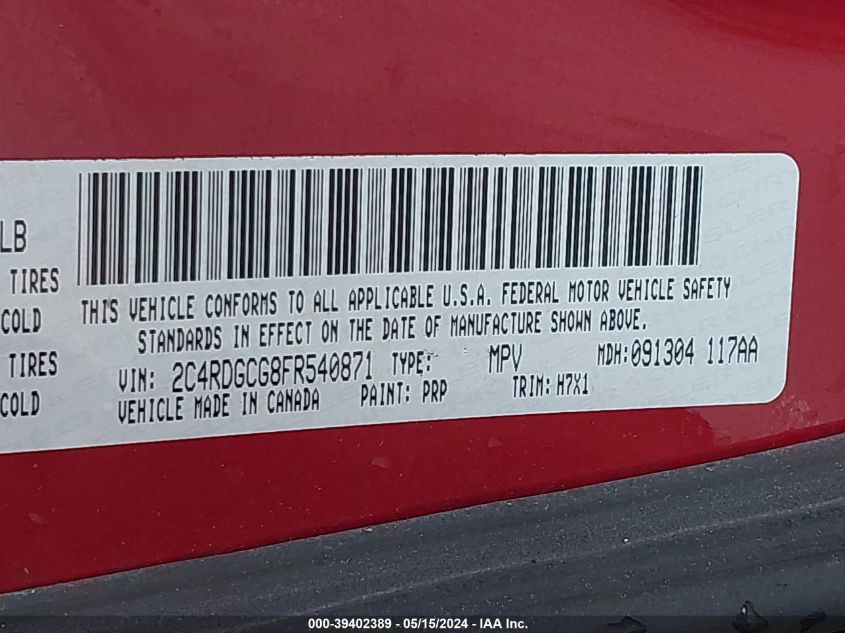 LB
TIRES
COLD
TIRES
COLD
THIS VEHICLE CONFORMS TO ALL APPLICABLE U.S.A. FEDERAL MOTOR VEHICLE SAFETY
STANDARDS IN EFFECT ON THE DATE OF MANUFACTURE SHOWN ABOVE.
VIN: 2C4RDGCG8FR540871 TYPE: MPV MDH:091304 117AA
VEHICLE MADE IN CANADA PAINT: PRP TRIM: H7X1
CHRYSLER
000-39402389 - 05/15/2024 - IAA Inc.